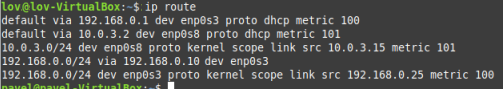 lov@lov-VirtualBox:~$ ip route
default via 192.168.0.1 dev enp0s3 proto dhcp metric 100
default via 10.0.3.2 dev enp0s8 proto dhcp metric 101
10.0.3.0/24 dev enp0s8 proto kernel scope link src 10.0.3.15 metric 101
192.168.0.0/24 via 192.168.0.10 dev enp0s3
192.168.0.0/24 dev enp0s3 proto kernel scope link src 192.168.0.25 metric 100
pavel@pavel-VirtualBox:~$